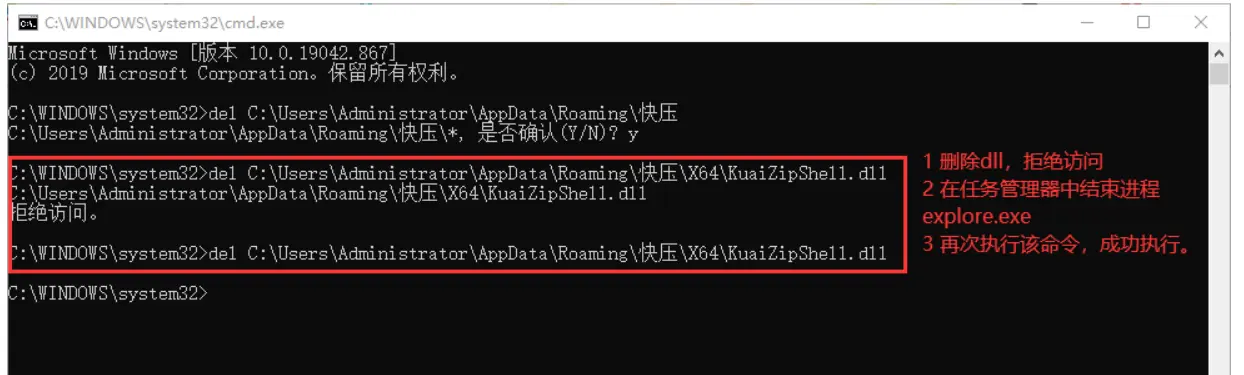 C:\WINDOWS\system32\cmd.exe
Microsoft Windows [版本 10.0.19042.867]
(c) 2019 Microsoft Corporation。保留所有权利。
C:\WINDOWS\system32>del C:\Users\Administrator\AppData\Roaming\快压
C:\Users\Administrator\AppData\Roaming\快压\*, 是否确认(Y/N)? y
C:\WINDOWS\system32>del C:\Users\Administrator\AppData\Roaming\快压\X64\KuaiZipShell.dll
C:\Users\Administrator\AppData\Roaming\快压\X64\KuaiZipShell.dll
拒绝访问。
C:\WINDOWS\system32>del C:\Users\Administrator\AppData\Roaming\快压\X64\KuaiZipShell.dll
C:\WINDOWS\system32>
1 删除dll，拒绝访问
2 在任务管理器中结束进程
explore.exe
3 再次执行该命令，成功执行。